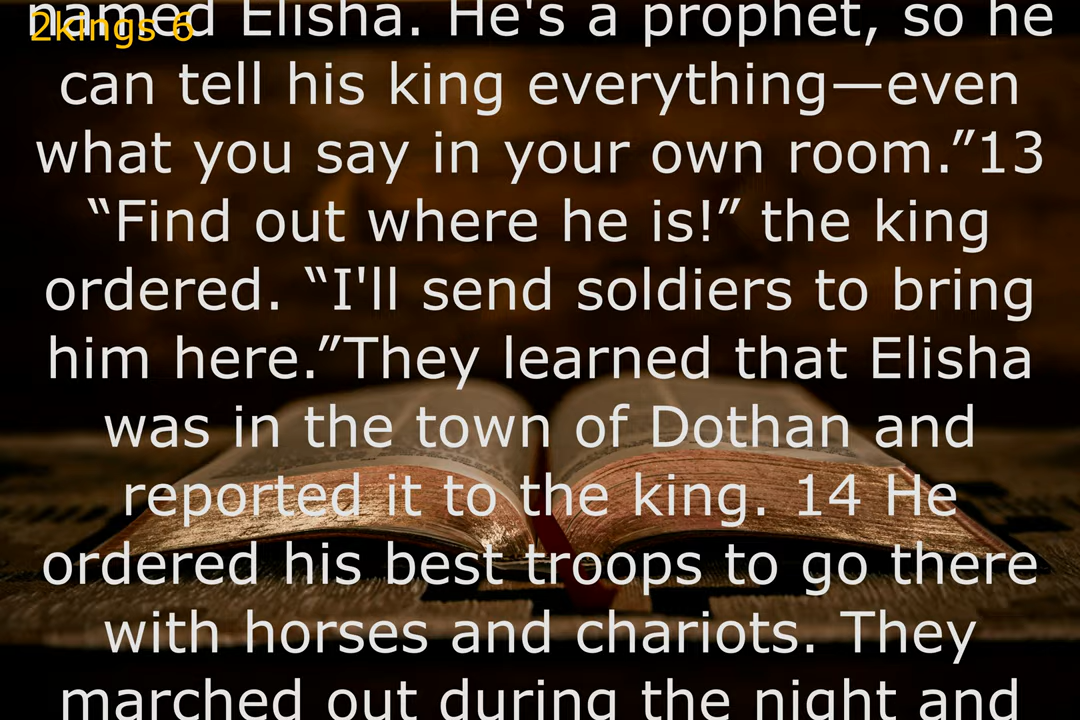 2kings 6
named Elisha. He's a prophet, so he
can tell his king everything—even
what you say in your own room.”13
“Find out where he is!” the king
ordered. “I'll send soldiers to bring
him here.”They learned that Elisha
was in the town of Dothan and
reported it to the king. 14 He
ordered his best troops to go there
with horses and chariots. They
marched out during the night and